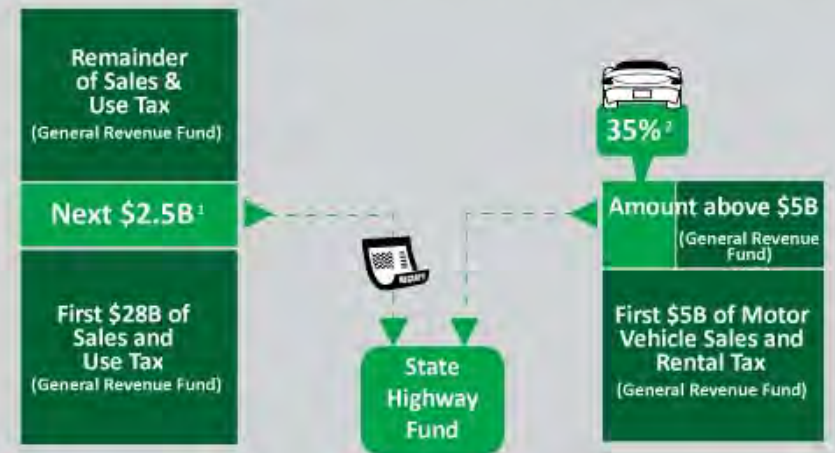 Remainder
of Sales &
Use Tax
(General Revenue Fund)
Next $2.5B¹
First $28B of
Sales and
Use Tax
(General Revenue Fund)
State
Highway
Fund
35%²
Amount above $5B
(General Revenue
Fund)
First $5B of Motor
Vehicle Sales and
Rental Tax
(General Revenue Fund)